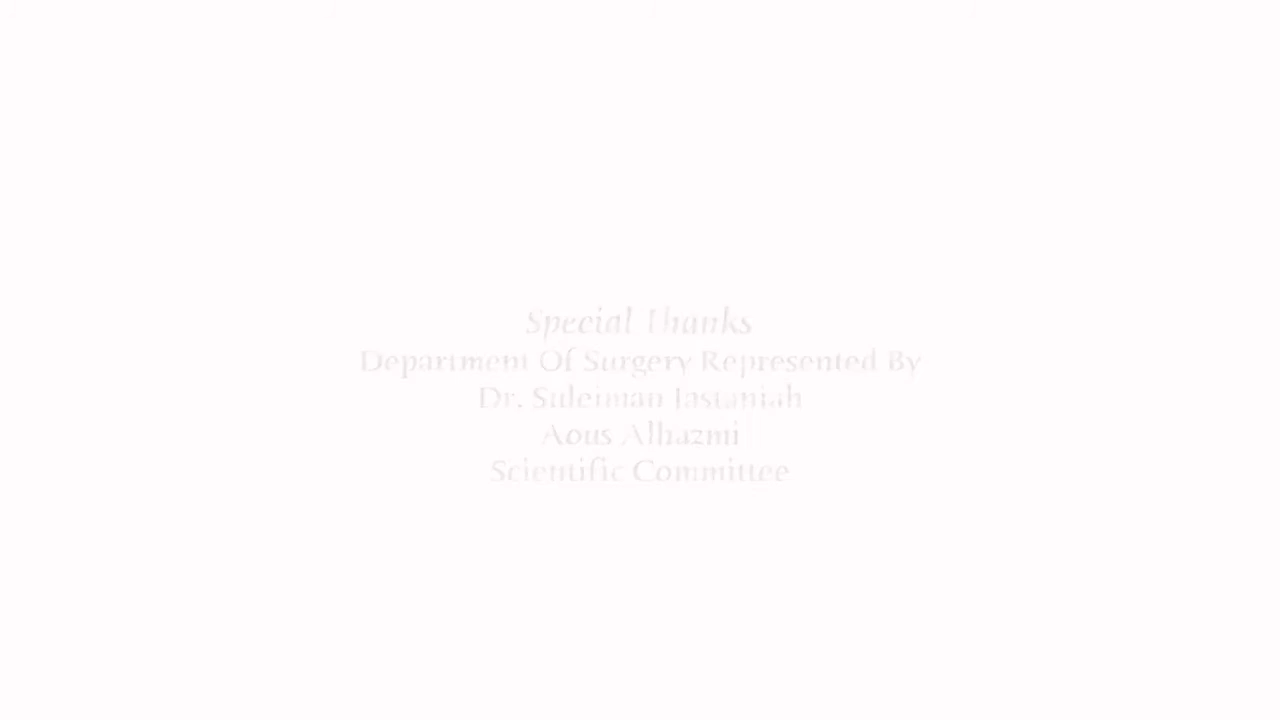 Special Thanks
Department Of Surgery Represented By
Dr. Suleiman Jastaniah
Aous Alhazmi
Scientific Committee